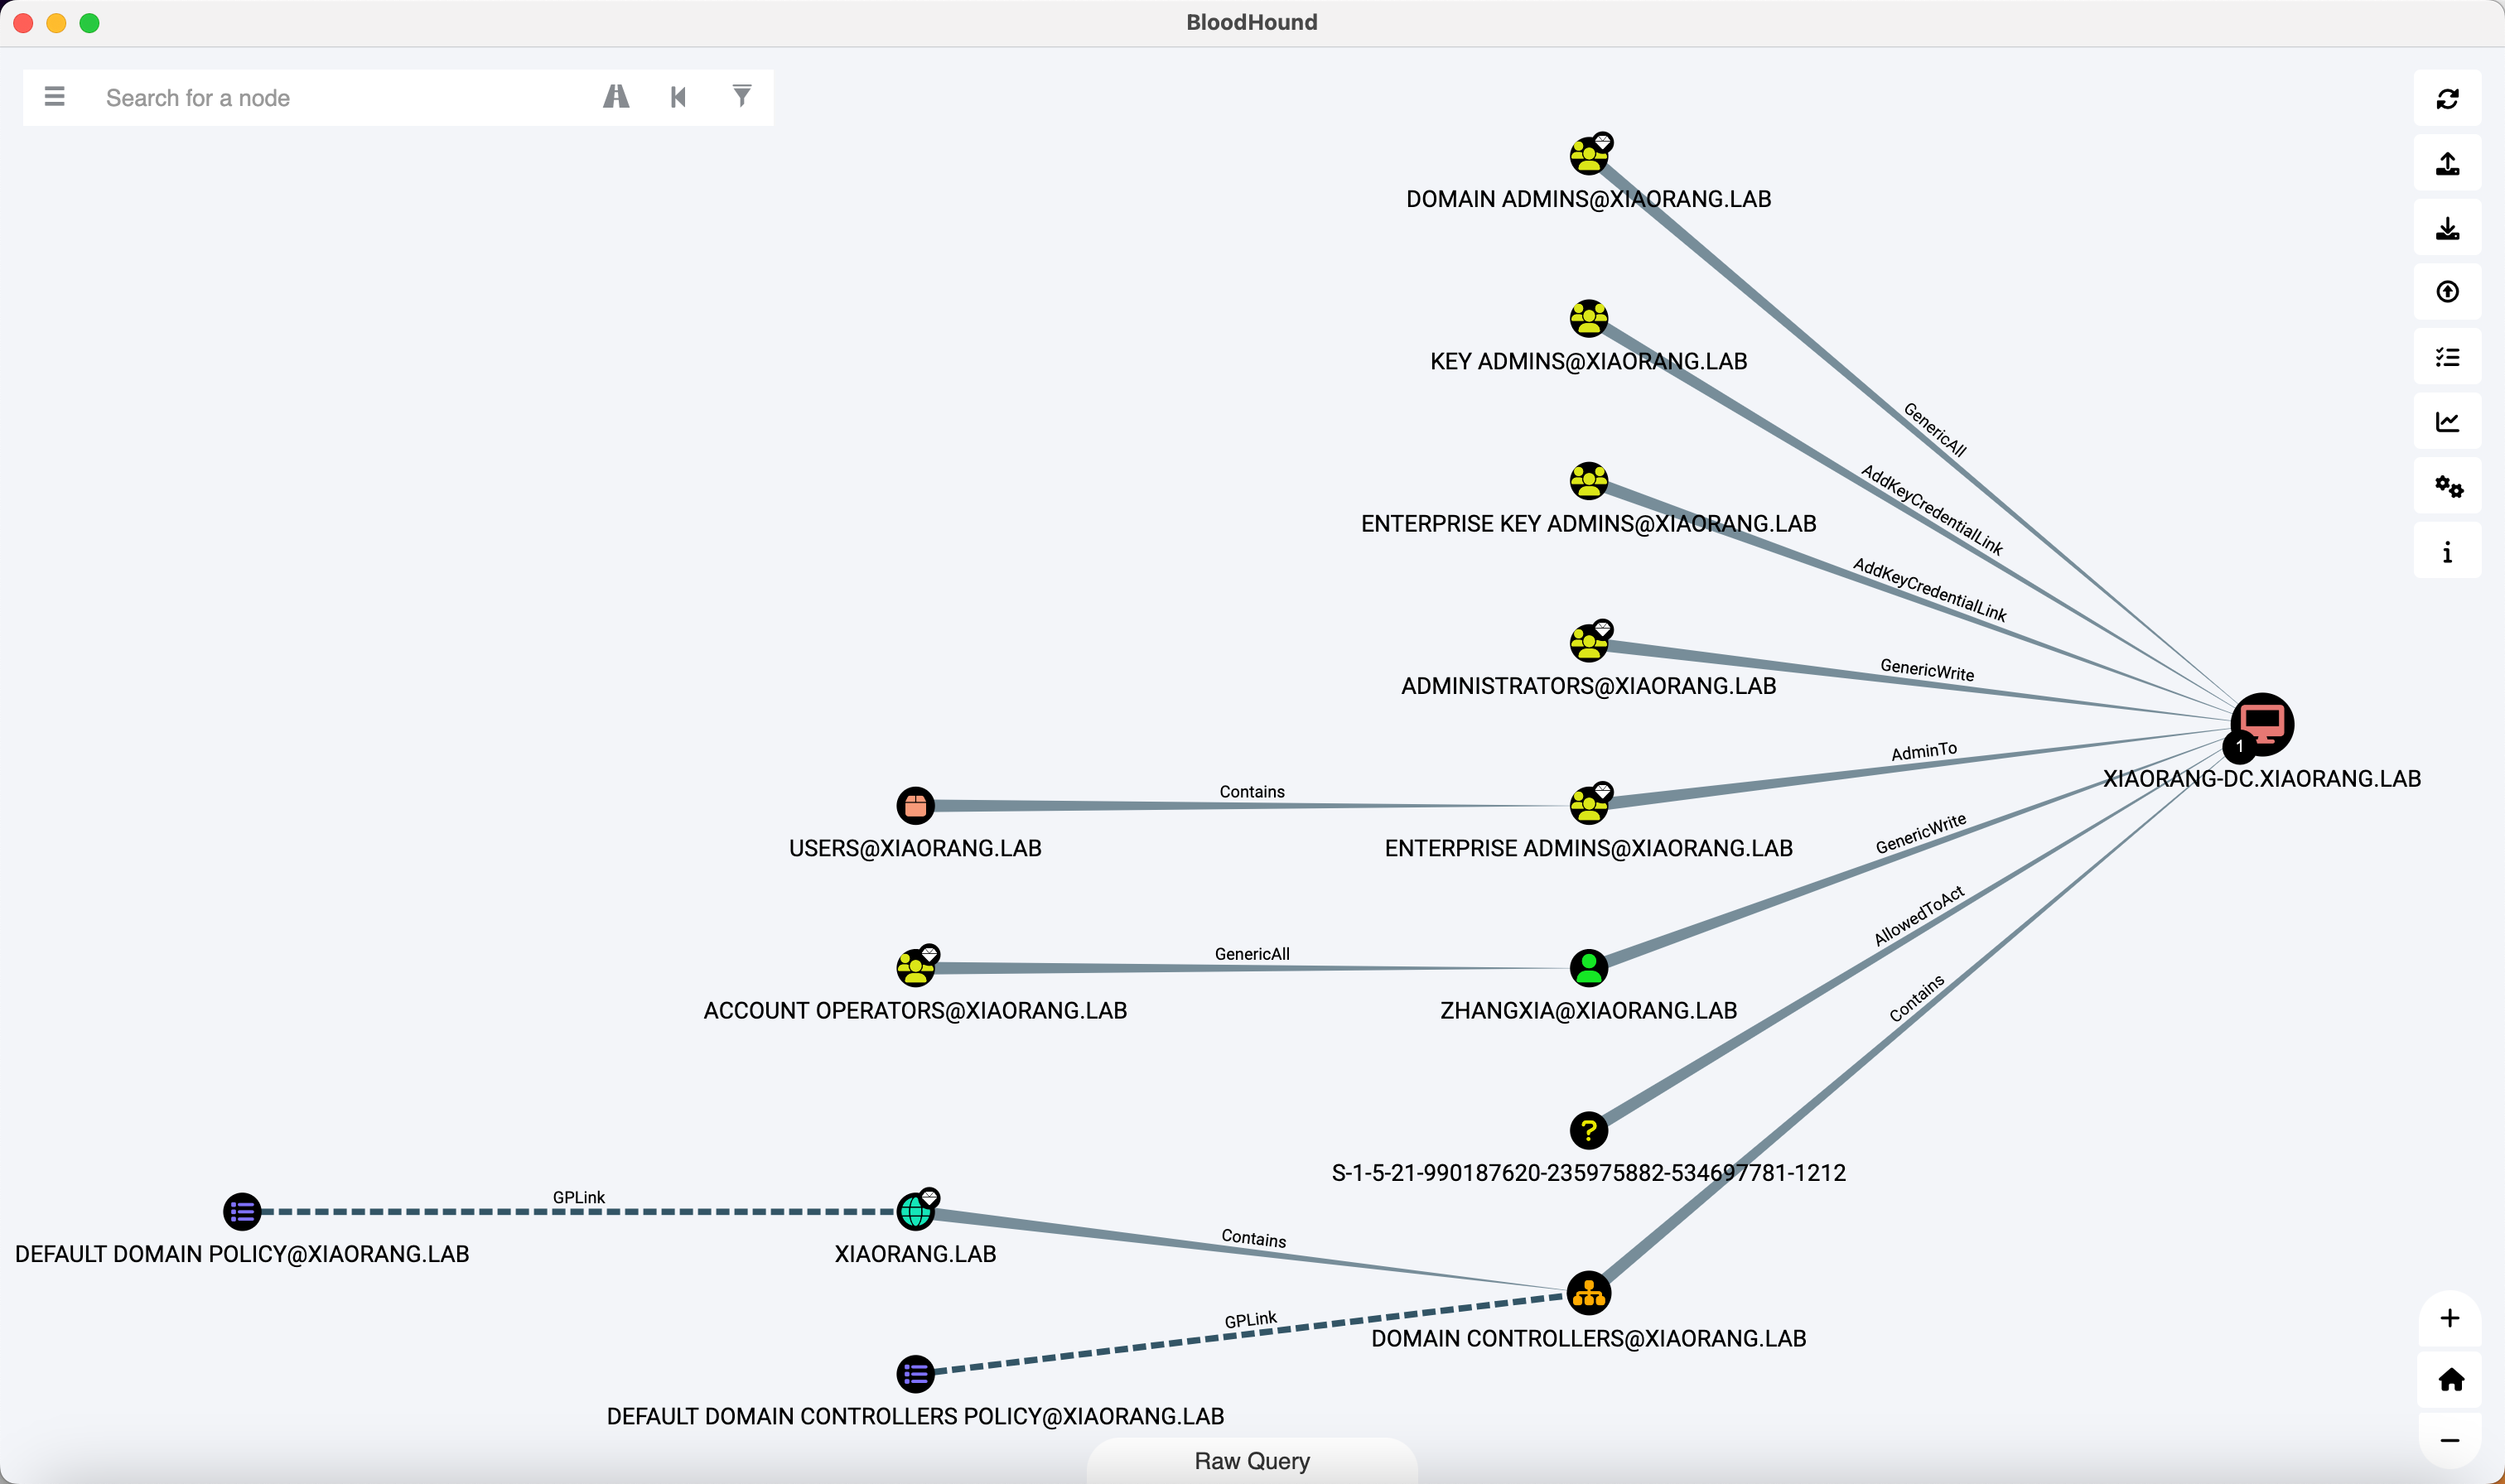 BloodHound
Search for a node
DOMAIN ADMINS@XIAORANG.LAB
KEY ADMINS@XIAORANG.LAB
GenericAll
AddKeyCredentialLink
ENTERPRISE KEY ADMINS@XIAORANG.LAB
AddKeyCredentialLink
ADMINISTRATORS@XIAORANG.LAB
GenericWrite
AdminTo
1
XIAORANG-DC.XIAORANG.LAB
Contains
USERS@XIAORANG.LAB
ENTERPRISE ADMINS@XIAORANG.LAB
GenericWrite
AllowedToAct
GenericAll
ACCOUNT OPERATORS@XIAORANG.LAB
ZHANGXIA@XIAORANG.LAB
Contains
?
S-1-5-21-990187620-235975882-534697781-1212
GPLink
DEFAULT DOMAIN POLICY@XIAORANG.LAB
XIAORANG.LAB
Contains
GPLink
DOMAIN CONTROLLERS@XIAORANG.LAB
DEFAULT DOMAIN CONTROLLERS POLICY@XIAORANG.LAB
Raw Query